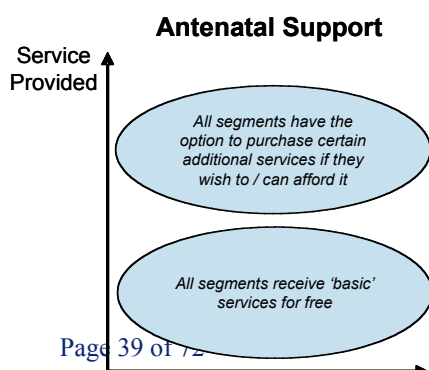 Antenatal Support
Service
Provided
All segments have the
option to purchase certain
additional services if they
wish to / can afford it
All segments receive 'basic'
services for free
Page 39 of 72